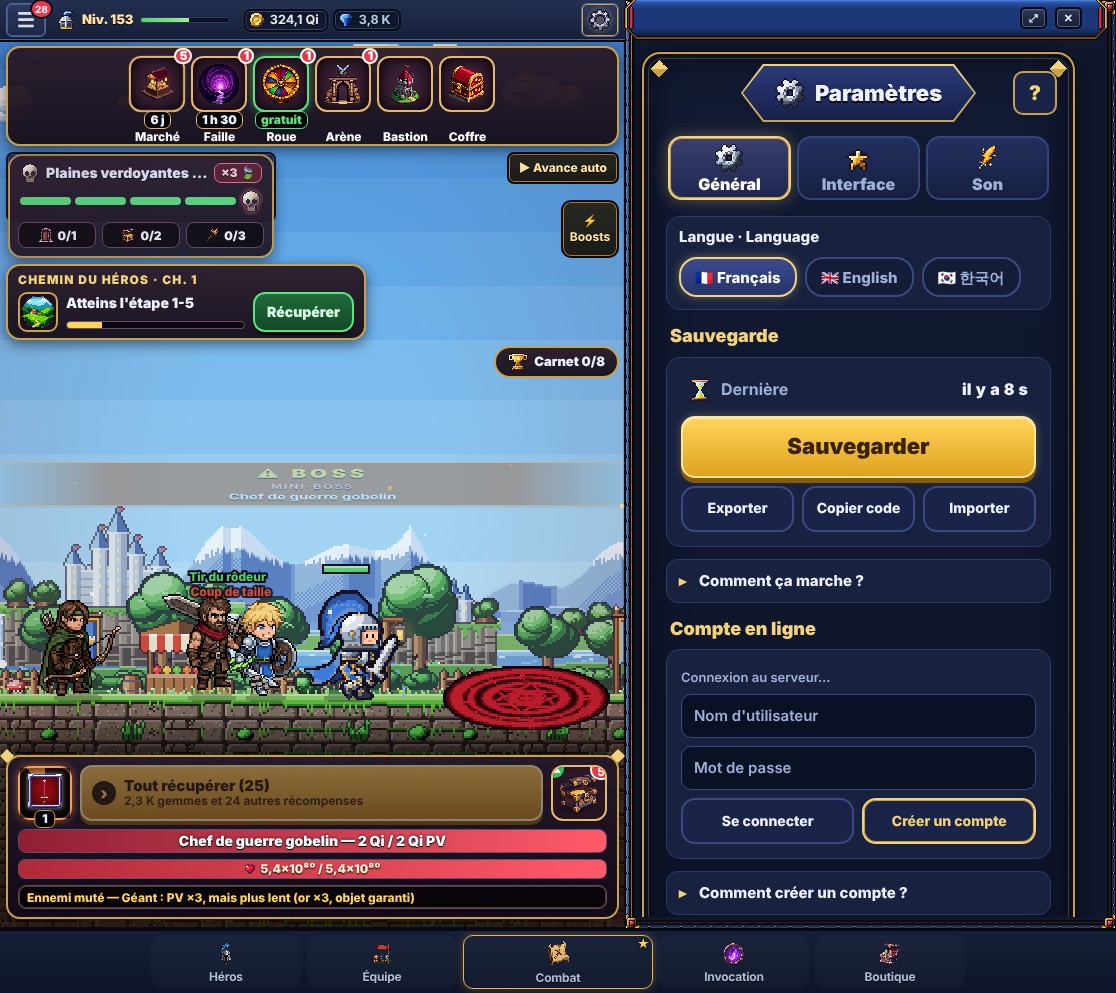 28
Niv. 153
324,1 Qi
3,8 K
5
1
1
1
6 j
1 h 30
gratuit
Marché
Faille
Roue
Arène
Bastion
Coffre
Plaines verdoyantes ...
×3
0/1
0/2
0/3
Avance auto
Boosts
CHEMIN DU HÉROS · CH. 1
Atteins l'étape 1-5
Récupérer
Carnet 0/8
BOSS
MINI-BOSS
Chef de guerre gobelin
Tir du rôdeur
Coup de taille
1
Tout récupérer (25)
2,3 K gemmes et 24 autres récompenses
Chef de guerre gobelin — 2 Qi / 2 Qi PV
5,4×10⁸⁰ / 5,4×10⁸⁰
Ennemi muté — Géant : PV ×3, mais plus lent (or ×3, objet garanti)
Paramètres
?
Général
Interface
Son
Langue · Language
Français
English
한국어
Sauvegarde
Dernière
il y a 8 s
Sauvegarder
Exporter
Copier code
Importer
Comment ça marche ?
Compte en ligne
Connexion au serveur...
Nom d'utilisateur
Mot de passe
Se connecter
Créer un compte
Comment créer un compte ?
Héros
Équipe
Combat
Invocation
Boutique